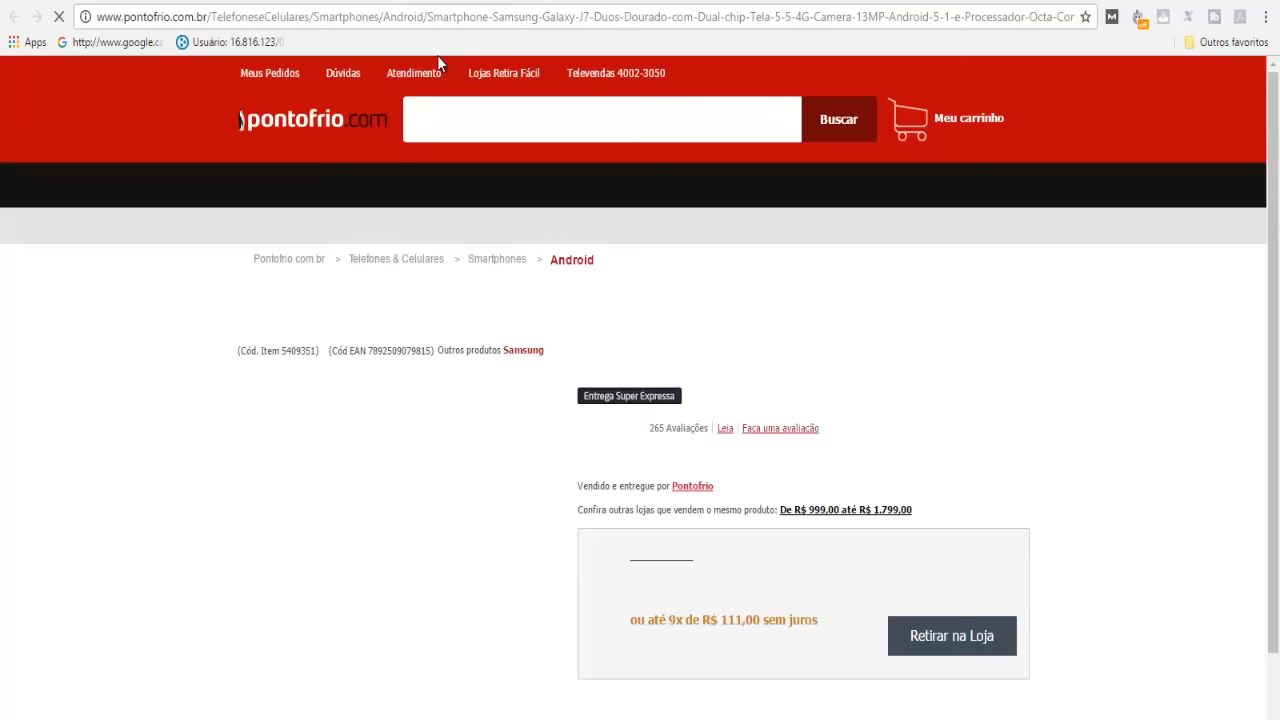 www.pontofrio.com.br/TelefoneseCelulares/Smartphones/Android/Smartphone-Samsung-Galaxy-J7-Duos-Dourado-com-Dual-chip-Tela-5-5-4G-Camera-13MP-Android-5-1-e-Processador-Octa-Cor
Apps http://www.google.cc Usuário: 16.816.123/0 Outros favoritos
Meus Pedidos Dúvidas Atendimento Lojas Retira Fácil Televendas 4002-3050
pontofrio.com Buscar Meu carrinho
Pontofrio.com.br > Telefones & Celulares > Smartphones > Android
(Cód. Item 5409351) (Cód EAN 7892509079815) Outros produtos Samsung
Entrega Super Expressa
265 Avaliações Leia Faca uma avaliação
Vendido e entregue por Pontofrio
Confira outras lojas que vendem o mesmo produto: De R$ 999,00 até R$ 1.799,00
ou até 9x de R$ 111,00 sem juros
Retirar na Loja